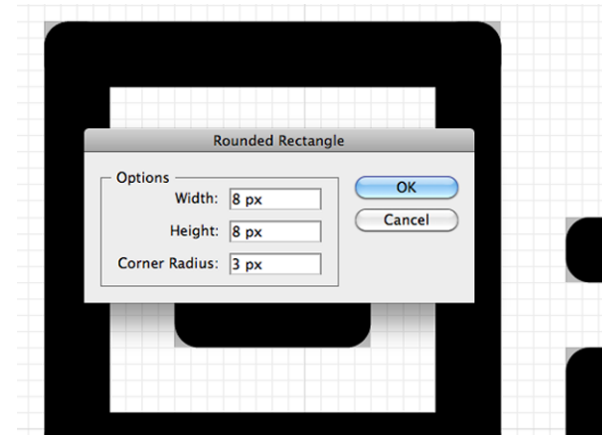 Rounded Rectangle
Options
Width: 8 px
OK
Height: 8 px
Cancel
Corner Radius: 3 px